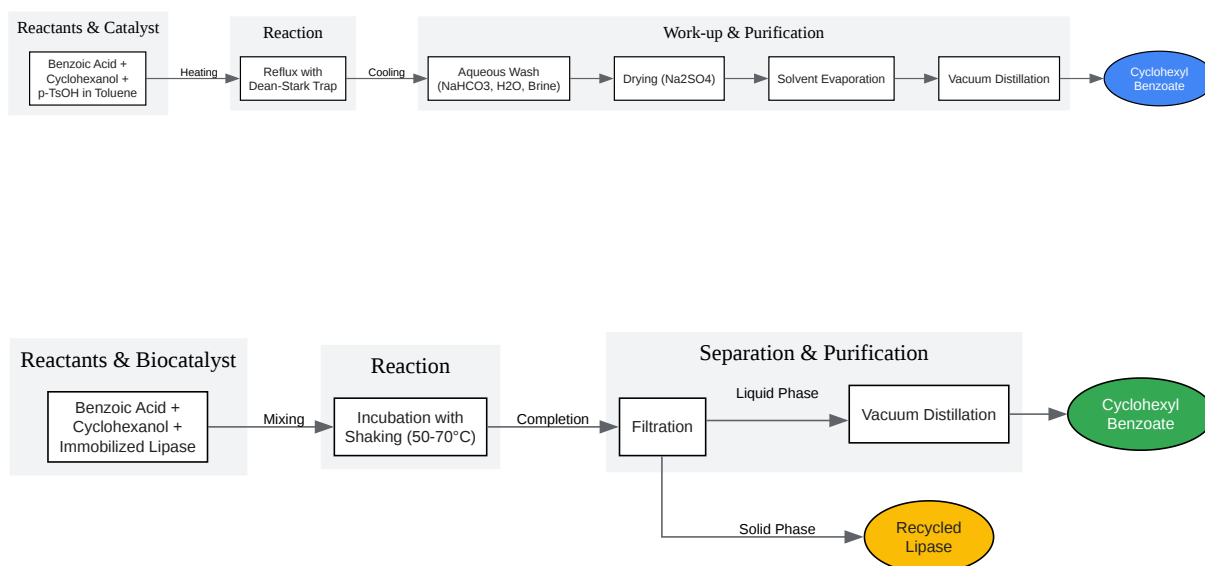 Reactants & Catalyst
Reaction
Work-up & Purification
Benzoic Acid +
Cyclohexanol +
p-TsOH in Toluene
Heating
Reflux with
Dean-Stark Trap
Cooling
Aqueous Wash
(NaHCO3, H2O, Brine)
Drying (Na2SO4)
Solvent Evaporation
Vacuum Distillation
Cyclohexyl
Benzoate
Reactants & Biocatalyst
Reaction
Separation & Purification
Benzoic Acid +
Cyclohexanol +
Immobilized Lipase
Mixing
Incubation with
Shaking (50-70°C)
Completion
Filtration
Liquid Phase
Vacuum Distillation
Cyclohexyl
Benzoate
Solid Phase
Recycled
Lipase